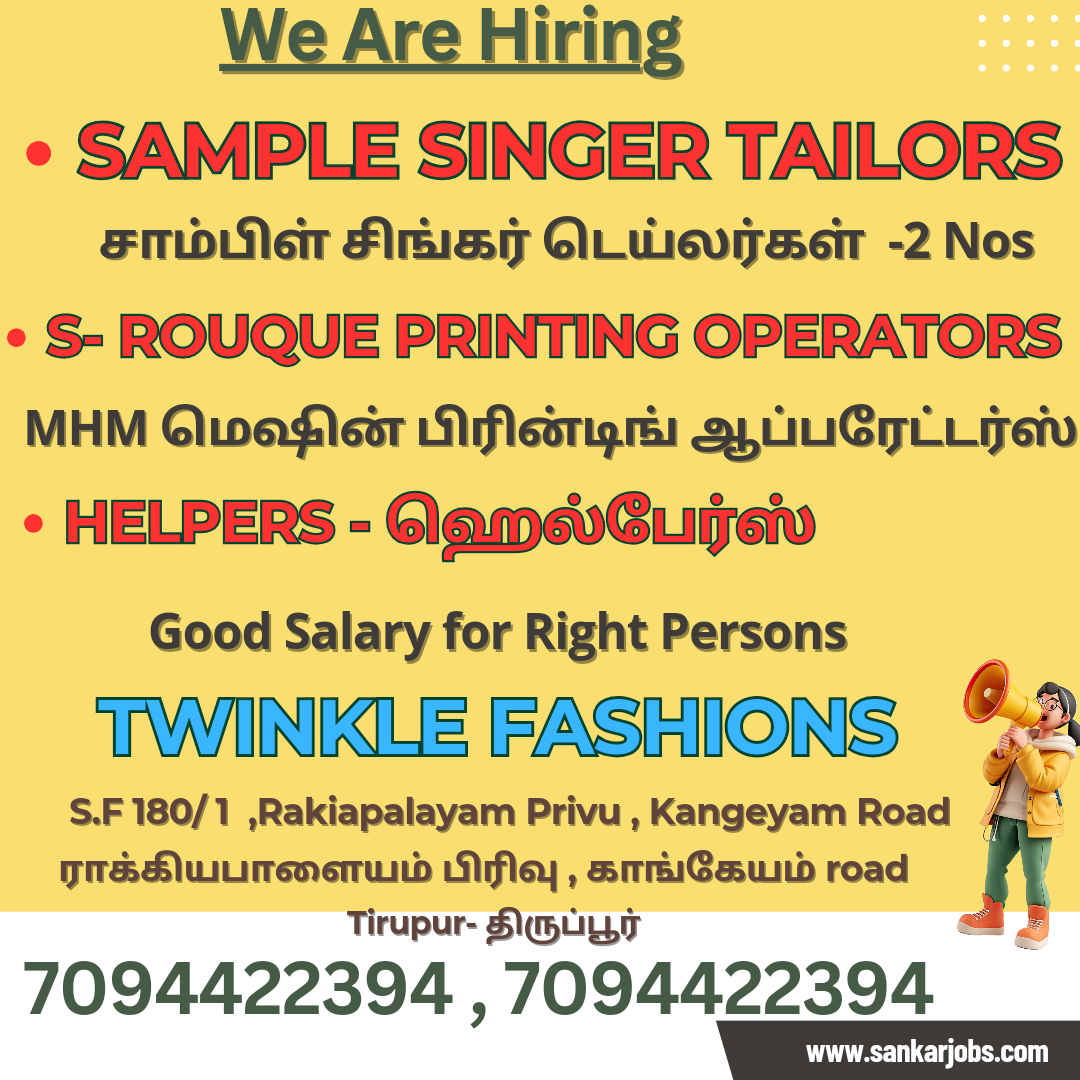 We Are Hiring
• SAMPLE SINGER TAILORS
சாம்பிள் சிங்கர் டெய்லர்கள் -2 Nos
• S- ROUQUE PRINTING OPERATORS
MHM மெஷின் பிரின்டிங் ஆப்பரேட்டர்ஸ்
• HELPERS - ஹெல்பேர்ஸ்
Good Salary for Right Persons
TWINKLE FASHIONS
S.F 180/ 1 ,Rakiapalayam Privu , Kangeyam Road
ராக்கியபாளையம் பிரிவு , காங்கேயம் road
Tirupur- திருப்பூர்
7094422394 , 7094422394
www.sankarjobs.com